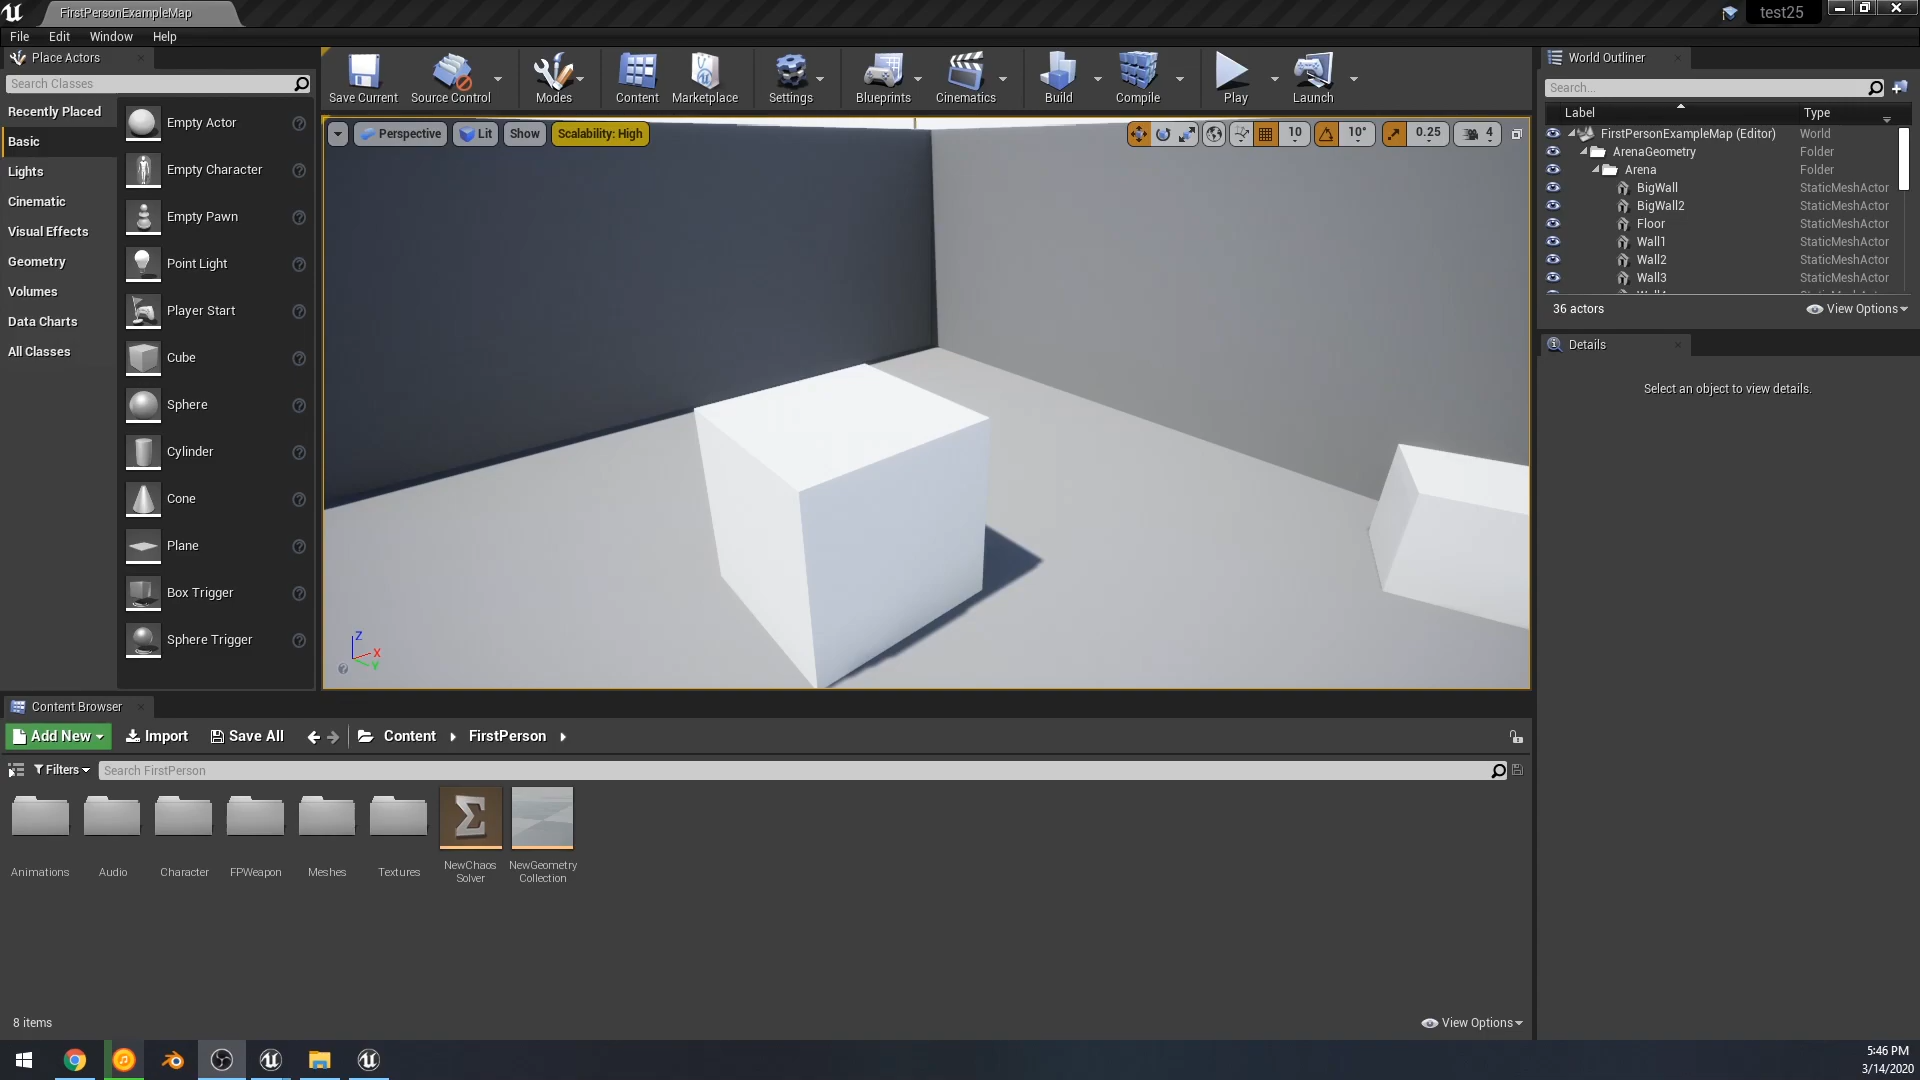 FirstPersonExampleMap
test25
File Edit Window Help
Place Actors
Search Classes
Recently Placed
Basic
Lights
Cinematic
Visual Effects
Geometry
Volumes
Data Charts
All Classes
Empty Actor
Empty Character
Empty Pawn
Point Light
Player Start
Cube
Sphere
Cylinder
Cone
Plane
Box Trigger
Sphere Trigger
Save Current Source Control Modes Content Marketplace Settings Blueprints Cinematics Build Compile Play Launch
Perspective Lit Show Scalability: High
10 10° 0.25 4
Z
X
Y
World Outliner
Search...
Label Type
FirstPersonExampleMap (Editor) World
ArenaGeometry Folder
Arena Folder
BigWall StaticMeshActor
BigWall2 StaticMeshActor
Floor StaticMeshActor
Wall1 StaticMeshActor
Wall2 StaticMeshActor
Wall3 StaticMeshActor
36 actors View Options
Details
Select an object to view details.
Content Browser
Add New Import Save All Content FirstPerson
Filters Search FirstPerson
Animations
Audio
Character
FPWeapon
Meshes
Textures
NewChaos
Solver
NewGeometry
Collection
8 items View Options
5:46 PM
3/14/2020